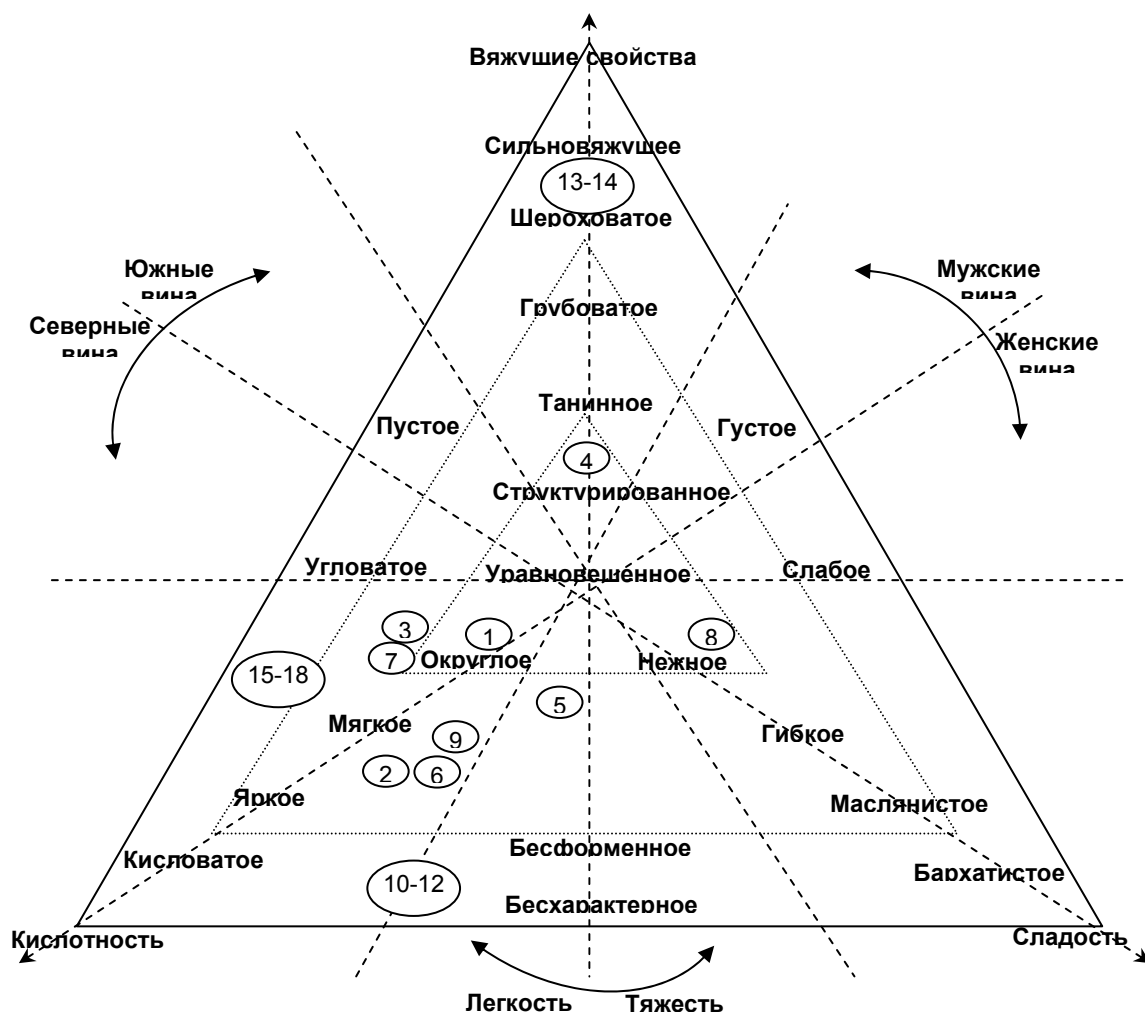 Вяжущие свойства
Сильновяжущее
13-14
Шероховатое
Южные
вина
Мужские
вина
Северные
вина
Грубоватое
Женские
вина
Танинное
Пустое
Густое
4
Структурированное
Угловатое
Уравновешенное
Слабое
3
1
8
7
Округлое
Нежное
15-18
5
Мягкое
Гибкое
9
2
6
Яркое
Маслянистое
Кисловатое
Бесформенное
Бархатистое
10-12
Бесхарактерное
Кислотность
Сладость
Легкость
Тяжесть